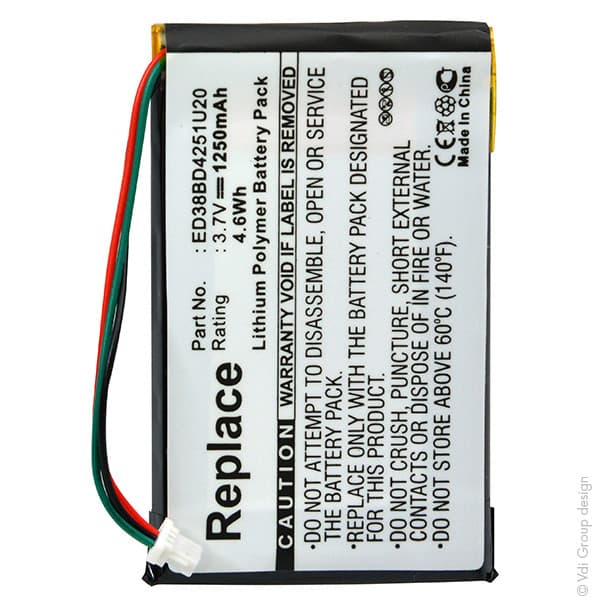 Replace
Part No. : ED38BD4251U20
Rating : 3.7V 1250mAh
4.6Wh
Lithium Polymer Battery Pack
CAUTION
WARRANTY VOIDS IF LABEL IS REMOVED
•DO NOT ATTEMPT TO DISASSEMBLE, OPEN OR ALTER
THE BATTERY PACK.
•REPLACE ONLY WITH THE BATTERY PACK DESIGNATED
FOR THIS PRODUCT.
•DO NOT CRUSH, PUNCTURE, SHORT EXTERNAL
CONTACTS OR DISPOSE OF IN FIRE OR WATER.
•DO NOT STORE ABOVE 60°C (140°F).
CE
Made In China
© Vdi Group design